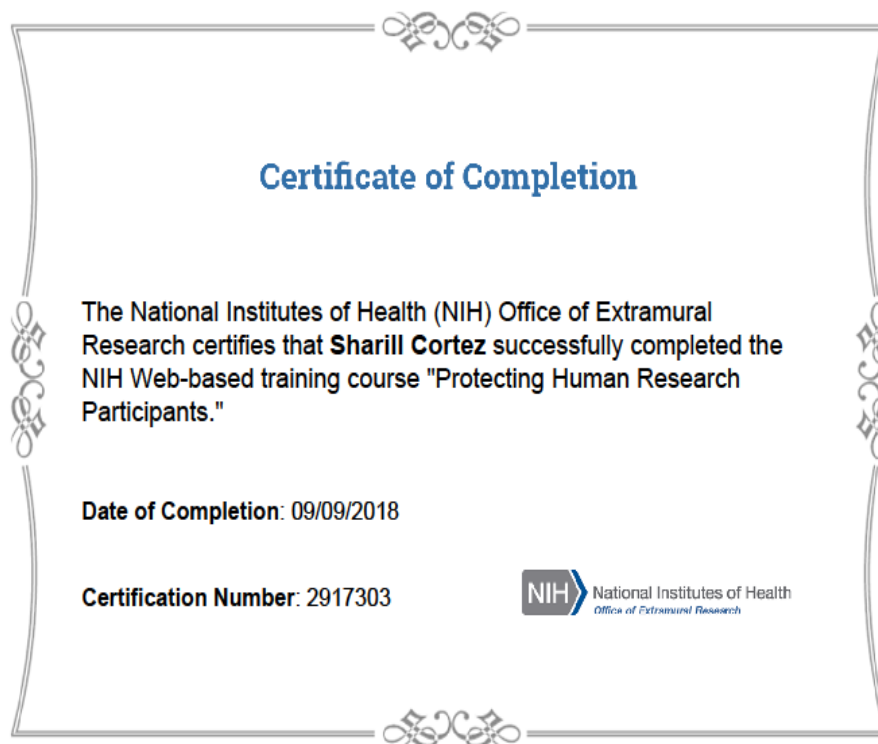 Certificate of Completion
The National Institutes of Health (NIH) Office of Extramural
Research certifies that Sharill Cortez successfully completed the
NIH Web-based training course "Protecting Human Research
Participants."
Date of Completion: 09/09/2018
Certification Number: 2917303
NIH National Institutes of Health
Office of Extramural Research